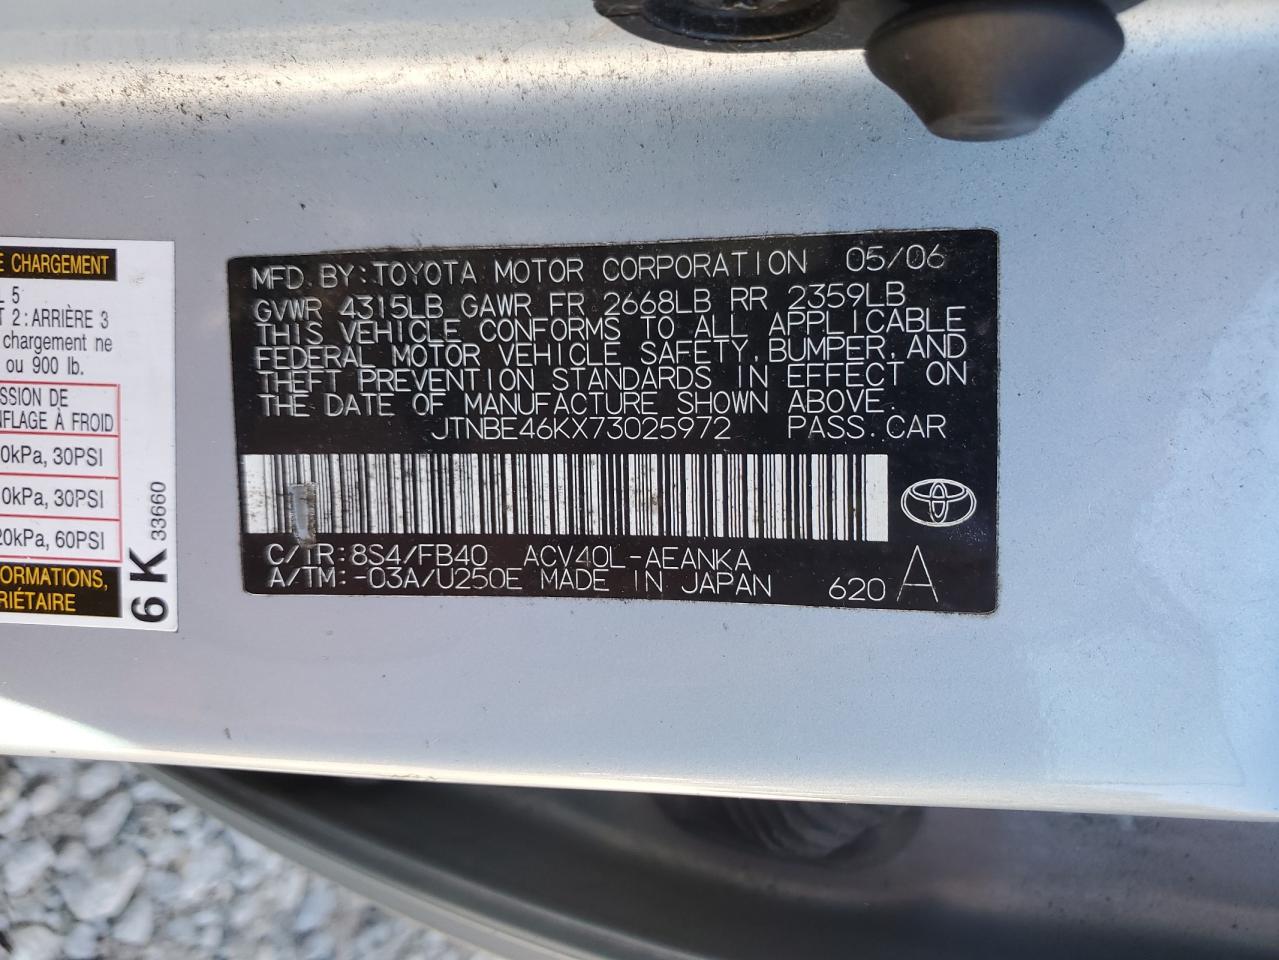 E CHARGEMENT
L 5
T 2 : ARRIÈRE 3
chargement ne
ou 900 lb.
SSION DE
NFLAGE À FROID
0kPa, 30PSI
0kPa, 30PSI
20kPa, 60PSI
FORMATIONS,
RIÉTAIRE
6K 33660
MFD. BY: TOYOTA MOTOR CORPORATION 05/06
GVWR 4315LB GAWR FR 2668LB RR 2359LB
THIS VEHICLE CONFORMS TO ALL APPLICABLE
FEDERAL MOTOR VEHICLE SAFETY, BUMPER, AND
THEFT PREVENTION STANDARDS IN EFFECT ON
THE DATE OF MANUFACTURE SHOWN ABOVE.
JTNBE46KX73025972 PASS. CAR
C/TR: 8S4/FB40 ACV40L-AEANKA
A/TM: -03A/U250E MADE IN JAPAN 620 A